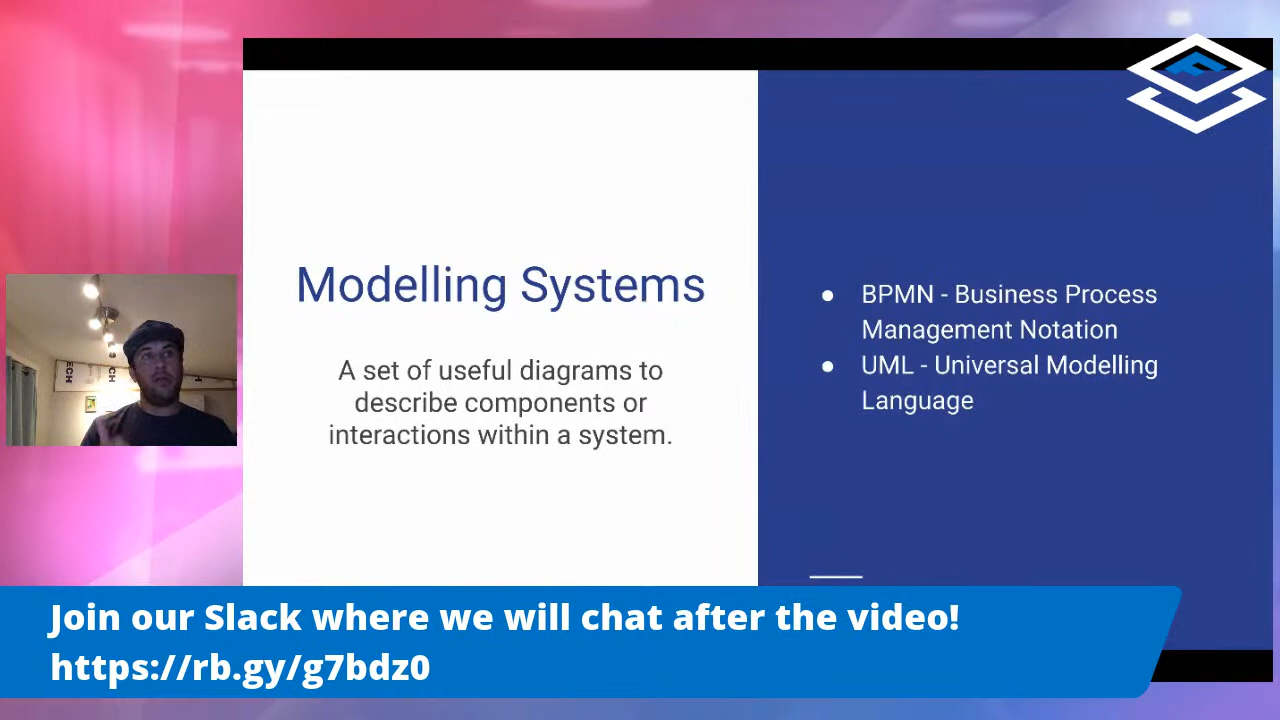 Modelling Systems
A set of useful diagrams to
describe components or
interactions within a system.
● BPMN - Business Process
Management Notation
● UML - Universal Modelling
Language
Join our Slack where we will chat after the video!
https://rb.gy/g7bdz0